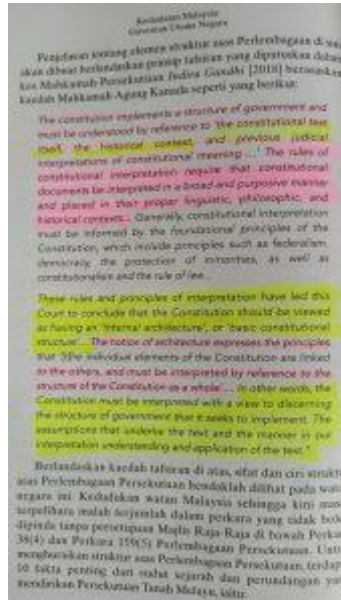 Kedaulatan Malaysia
Penjelasan tentang elemen struktur asas Perlembagaan di
akan dibuat berlandaskan prinsip tafsiran yang diputuskan dalam
kes Mahkamah Persekutuan Indira Gandhi [2018] berasaskan
kaedah Mahkamah Agung Kanada seperti yang berikut:
The constitution implements a structure of government and
must be understood by reference to 'the constitutional text
itself, the historical context, and previous judicial
interpretations of constitutional meaning ...' The rules of
constitutional interpretation require that constitutional
documents be interpreted in a broad and purposive manner
and placed in their proper linguistic, philosophic, and
historical contexts... Generally, constitutional interpretation
must be informed by the foundational principles of the
Constitution, which include principles such as federalism,
democracy, the protection of minorities, as well as
constitutionalism and the rule of law...
These rules and principles of interpretation have led this
Court to conclude that the Constitution should be viewed
as having an 'internal architecture', or 'basic constitutional
structure'... The notion of architecture expresses the principles
that '[t]he individual elements of the Constitution are linked
to the others, and must be interpreted by reference to the
structure of the Constitution as a whole' ... In other words, the
Constitution must be interpreted with a view to discerning
the structure of government that it seeks to implement. The
assumptions that underlie the text and the manner in our
interpretation understanding and application of the text."
Berlandaskan kaedah tafsiran di atas, sifat dan ciri
asas Perlembagaan Persekutuan hendaklah dilihat pada
negara ini. Kedudukan watan Malaysia sehingga kini
terpelihara malah terjumlah dalam perkara yang tidak
dipinda tanpa persetujuan Majlis Raja-Raja di bawah
38(4) dan Perkara 159(5) Perlembagaan Persekutuan.
menghuraikan struktur asas Perlembagaan Persekutuan,
10 fakta penting dari sudut sejarah dan perundangan
mendirikan Persekutuan Tanah Melayu, iaitu: